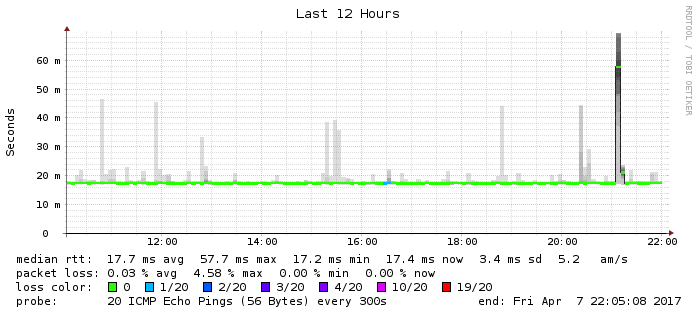 Last 12 Hours
RRDTOOL / TOBI OETIKER
Seconds
60 m
50 m
40 m
30 m
20 m
10 m
0
12:00 14:00 16:00 18:00 20:00 22:00
median rtt: 17.7 ms avg 57.7 ms max 17.2 ms min 17.4 ms now 3.4 ms sd 5.2 am/s
packet loss: 0.03 % avg 4.58 % max 0.00 % min 0.00 % now
loss color: 0 1/20 2/20 3/20 4/20 10/20 19/20
probe: 20 ICMP Echo Pings (56 Bytes) every 300s end: Fri Apr 7 22:05:08 2017